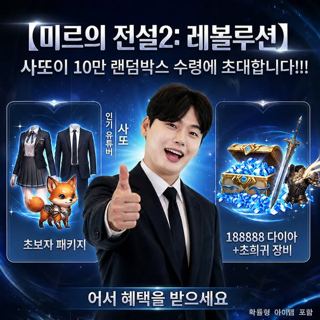 【미르의 전설2: 레볼루션】
사또이 10만 랜덤박스 수령에 초대합니다!!!
인기 유튜버
사또
초보자 패키지
188888 다이아
+초희귀 장비
어서 혜택을 받으세요
확률형 아이템 포함